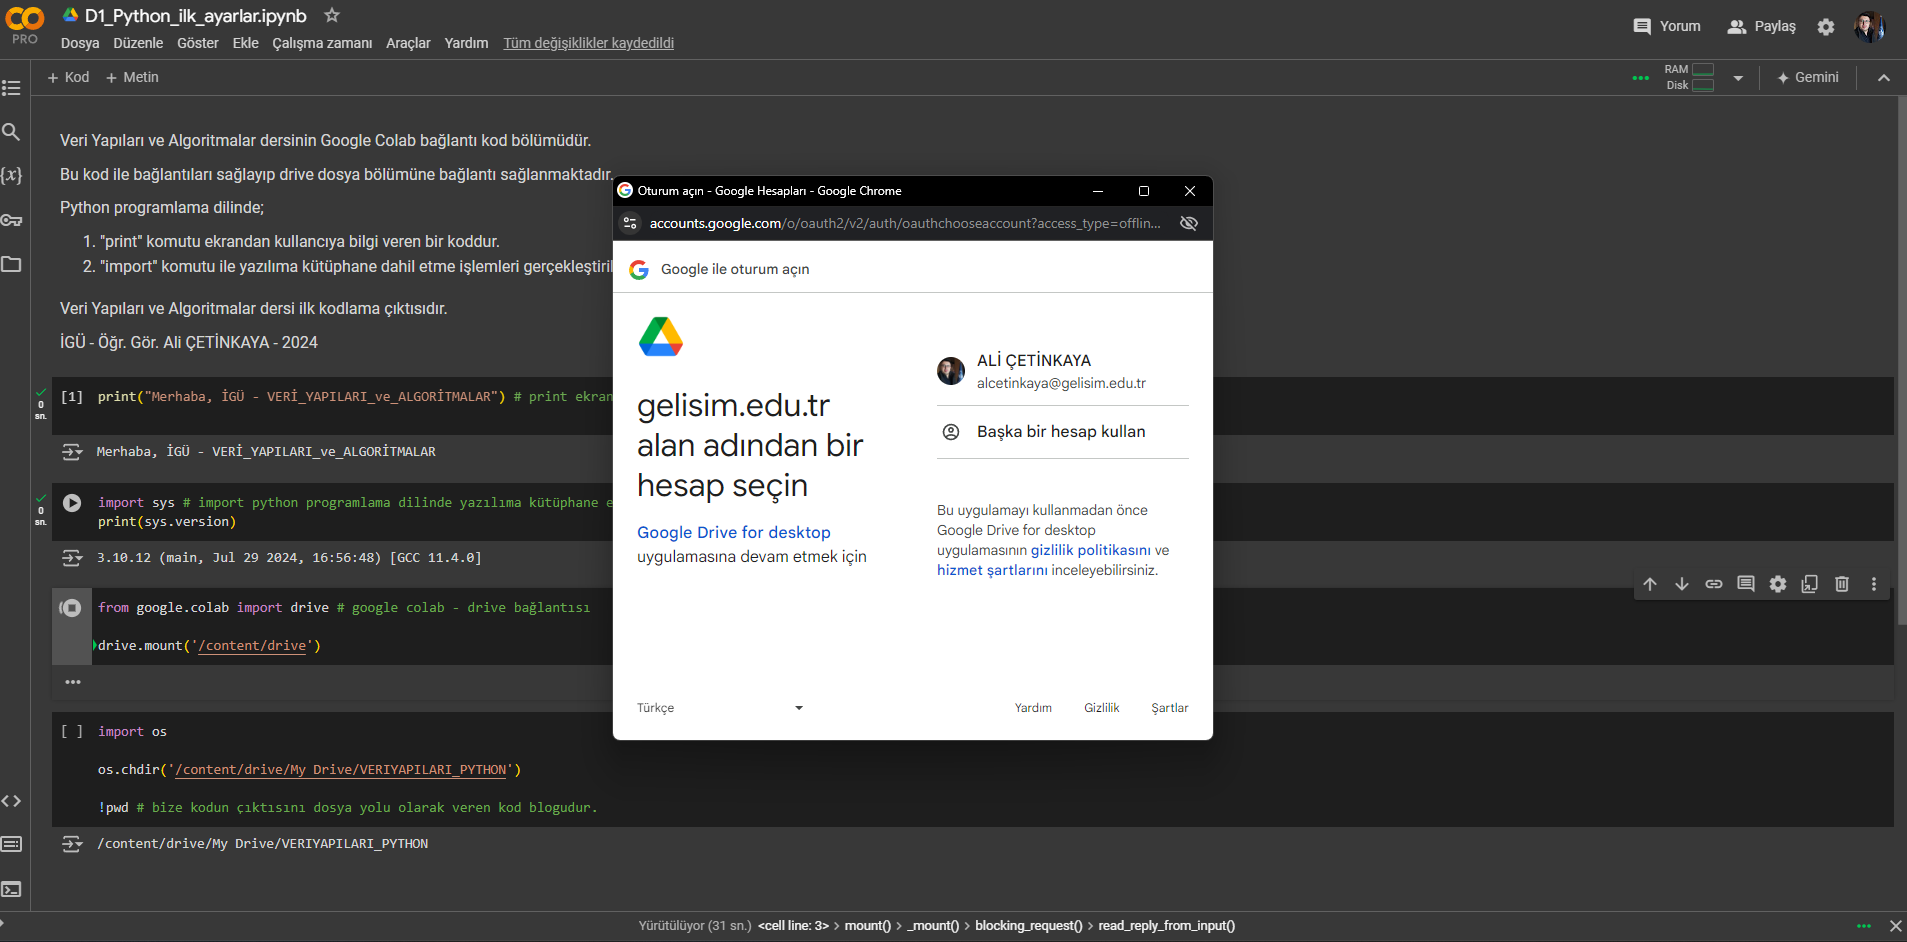 D1_Python_ilk_ayarlar.ipynb
PRO
Dosya Düzenle Göster Ekle Çalışma zamanı Araçlar Yardım Tüm değişiklikler kaydedildi
Yorum Paylaş
+ Kod + Metin
RAM
Disk
Gemini
Veri Yapıları ve Algoritmalar dersinin Google Colab bağlantı kod bölümüdür.
Bu kod ile bağlantıları sağlayıp drive dosya bölümüne bağlantı sağlanmaktadır.
Python programlama dilinde;
1. "print" komutu ekrandan kullancıya bilgi veren bir koddur.
2. "import" komutu ile yazılıma kütüphane dahil etme işlemleri gerçekleştiril
Veri Yapıları ve Algoritmalar dersi ilk kodlama çıktısıdır.
İGÜ - Öğr. Gör. Ali ÇETİNKAYA - 2024
0
sn.
[1] print("Merhaba, İGÜ - VERİ_YAPILARI_ve_ALGORİTMALAR") # print ekran
Merhaba, İGÜ - VERİ_YAPILARI_ve_ALGORİTMALAR
0
sn.
import sys # import python programlama dilinde yazılıma kütüphane e
print(sys.version)
3.10.12 (main, Jul 29 2024, 16:56:48) [GCC 11.4.0]
from google.colab import drive # google colab - drive bağlantısı
drive.mount('/content/drive')
[ ] import os
os.chdir('/content/drive/My Drive/VERIYAPILARI_PYTHON')
!pwd # bize kodun çıktısını dosya yolu olarak veren kod blogudur.
/content/drive/My Drive/VERIYAPILARI_PYTHON
Oturum açın - Google Hesapları - Google Chrome
accounts.google.com/o/oauth2/v2/auth/oauthchooseaccount?access_type=offlin...
Google ile oturum açın
gelisim.edu.tr
alan adından bir
hesap seçin
Google Drive for desktop
uygulamasına devam etmek için
ALİ ÇETİNKAYA
alcetinkaya@gelisim.edu.tr
Başka bir hesap kullan
Bu uygulamayı kullanmadan önce
Google Drive for desktop
uygulamasının gizlilik politikasını ve
hizmet şartlarını inceleyebilirsiniz.
Türkçe
Yardım Gizlilik Şartlar
Yürütülüyor (31 sn.) <cell line: 3> > mount() > _mount() > blocking_request() > read_reply_from_input()